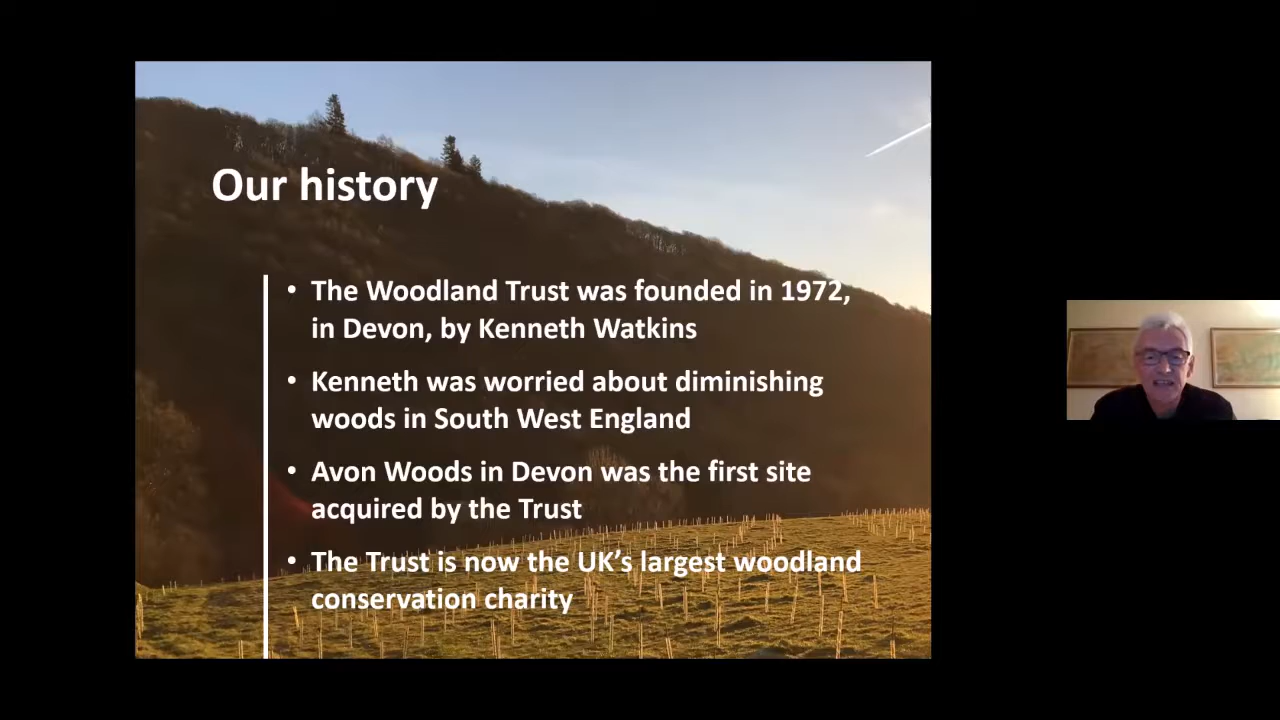 Our history
• The Woodland Trust was founded in 1972,
in Devon, by Kenneth Watkins
• Kenneth was worried about diminishing
woods in South West England
• Avon Woods in Devon was the first site
acquired by the Trust
• The Trust is now the UK’s largest woodland
conservation charity